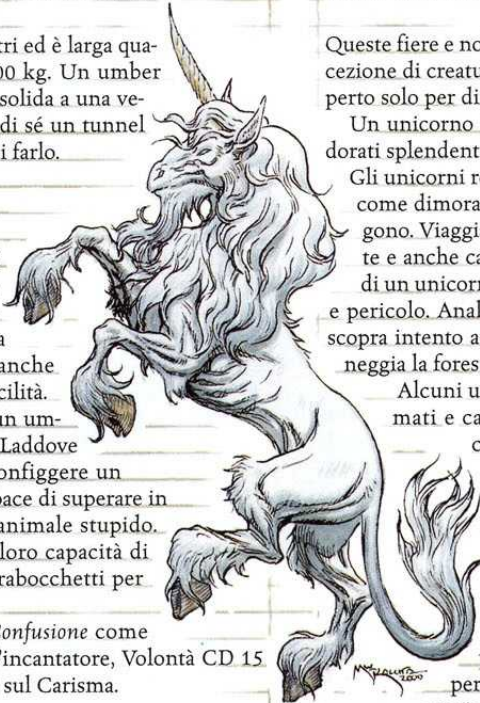 tri ed è larga qua-
00 kg. Un umber
solida a una ve-
di sé un tunnel
i farlo.
a
anche
cilità.
un um-
Laddove
onfiggere un
pace di superare in
animale stupido.
loro capacità di
rabocchetti per
Confusione come
l'incantatore, Volontà CD 15
sul Carisma.
Queste fiere e no
cezione di creatu
perto solo per di
Un unicorno
dorati splendent
Gli unicorni r
come dimora
gono. Viaggi
te e anche ca
di un unicorn
e pericolo. Anal
scopra intento a
neggia la fores
Alcuni u
mati e ca
c
per
2000